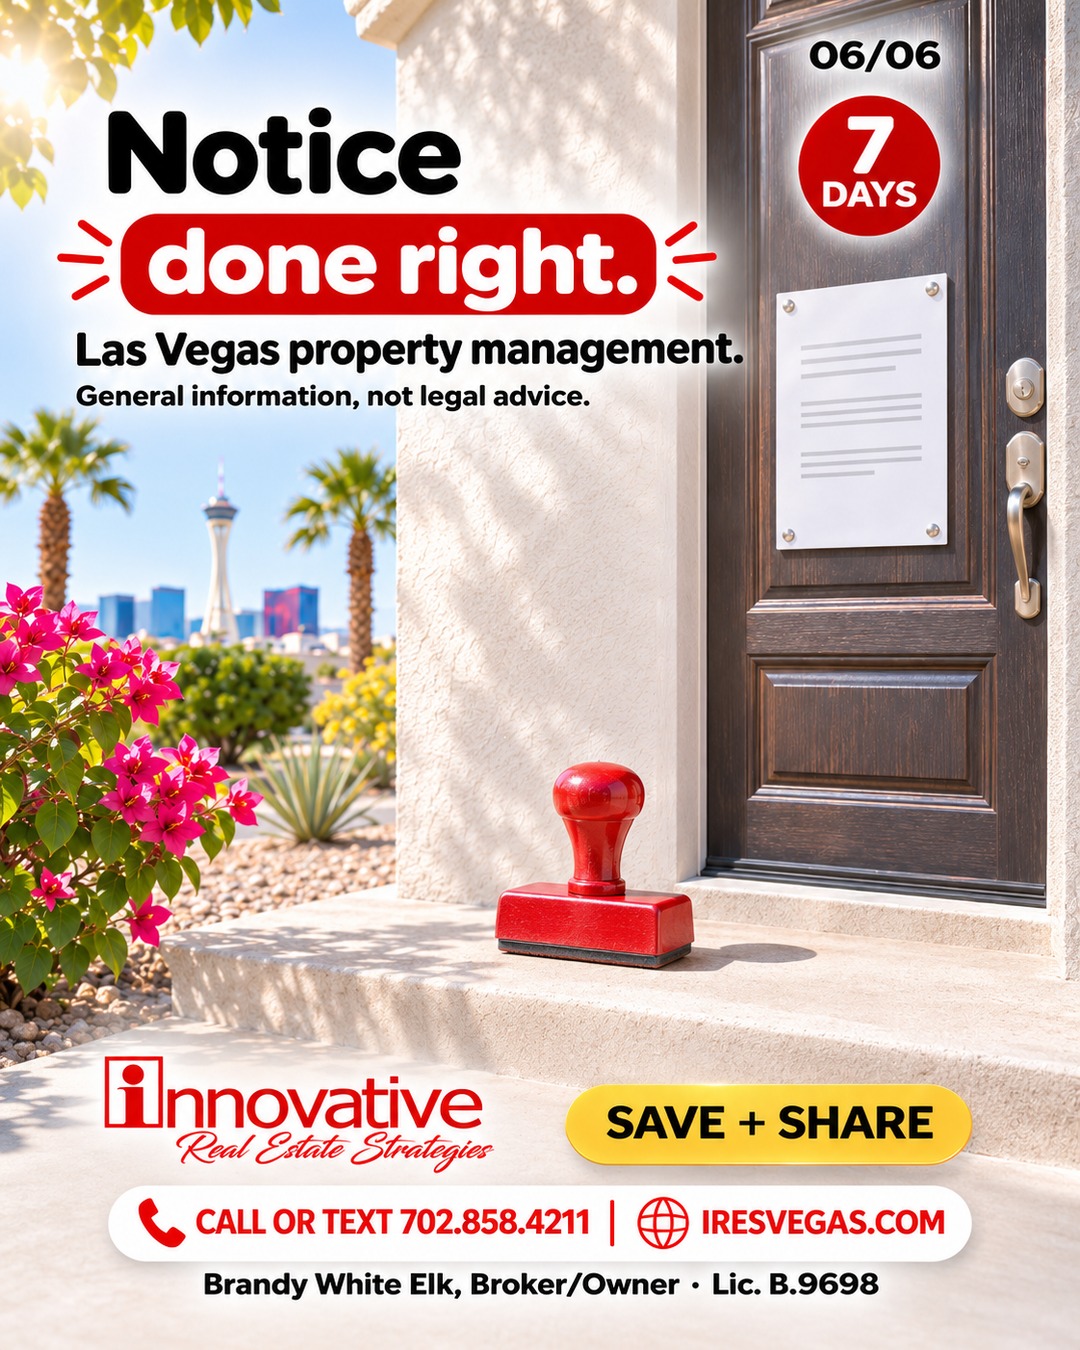 06/06
7
DAYS
Notice
done right.
Las Vegas property management.
General information, not legal advice.
innovative
Real Estate Strategies
SAVE + SHARE
CALL OR TEXT 702.858.4211 | IRESVEGAS.COM
Brandy White Elk, Broker/Owner · Lic. B.9698